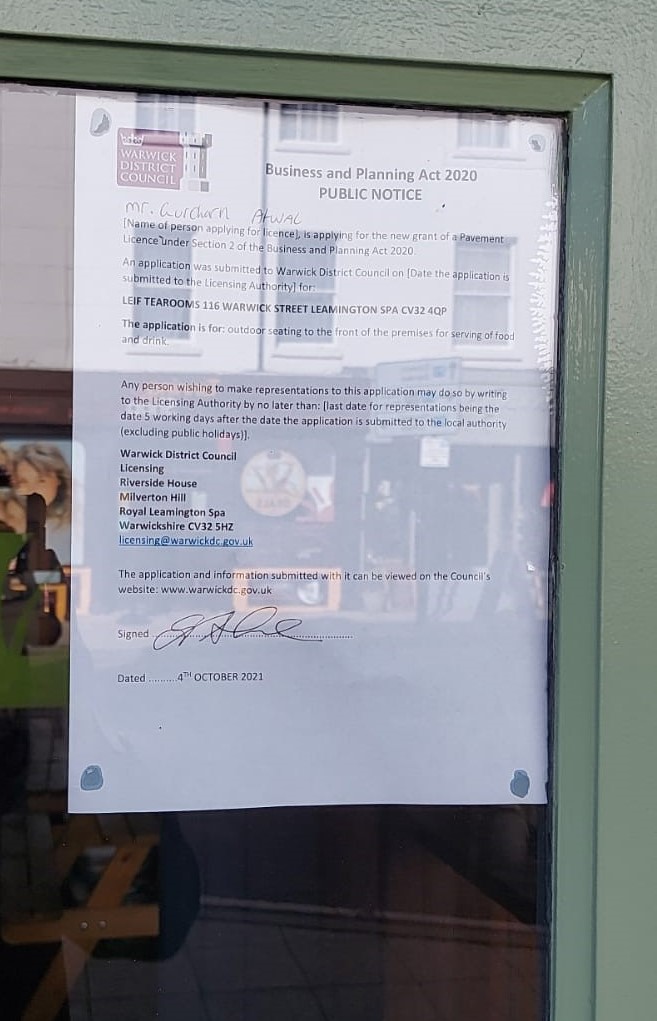 WARWICK
DISTRICT
COUNCIL
Business and Planning Act 2020
PUBLIC NOTICE
mr. Gurcharn ATWAL
[Name of person applying for licence], is applying for the new grant of a Pavement
Licence under Section 2 of the Business and Planning Act 2020.
An application was submitted to Warwick District Council on [Date the application is
submitted to the Licensing Authority] for:
LEIF TEAROOMS 116 WARWICK STREET LEAMINGTON SPA CV32 4QP
The application is for: outdoor seating to the front of the premises for serving of food
and drink.
Any person wishing to make representations to this application may do so by writing
to the Licensing Authority by no later than: [last date for representations being the
date 5 working days after the date the application is submitted to the local authority
(excluding public holidays)].
Warwick District Council
Licensing
Riverside House
Milverton Hill
Royal Leamington Spa
Warwickshire CV32 5HZ
licensing@warwickdc.gov.uk
The application and information submitted with it can be viewed on the Council's
website: www.warwickdc.gov.uk
Signed
Dated ..........4TH OCTOBER 2021